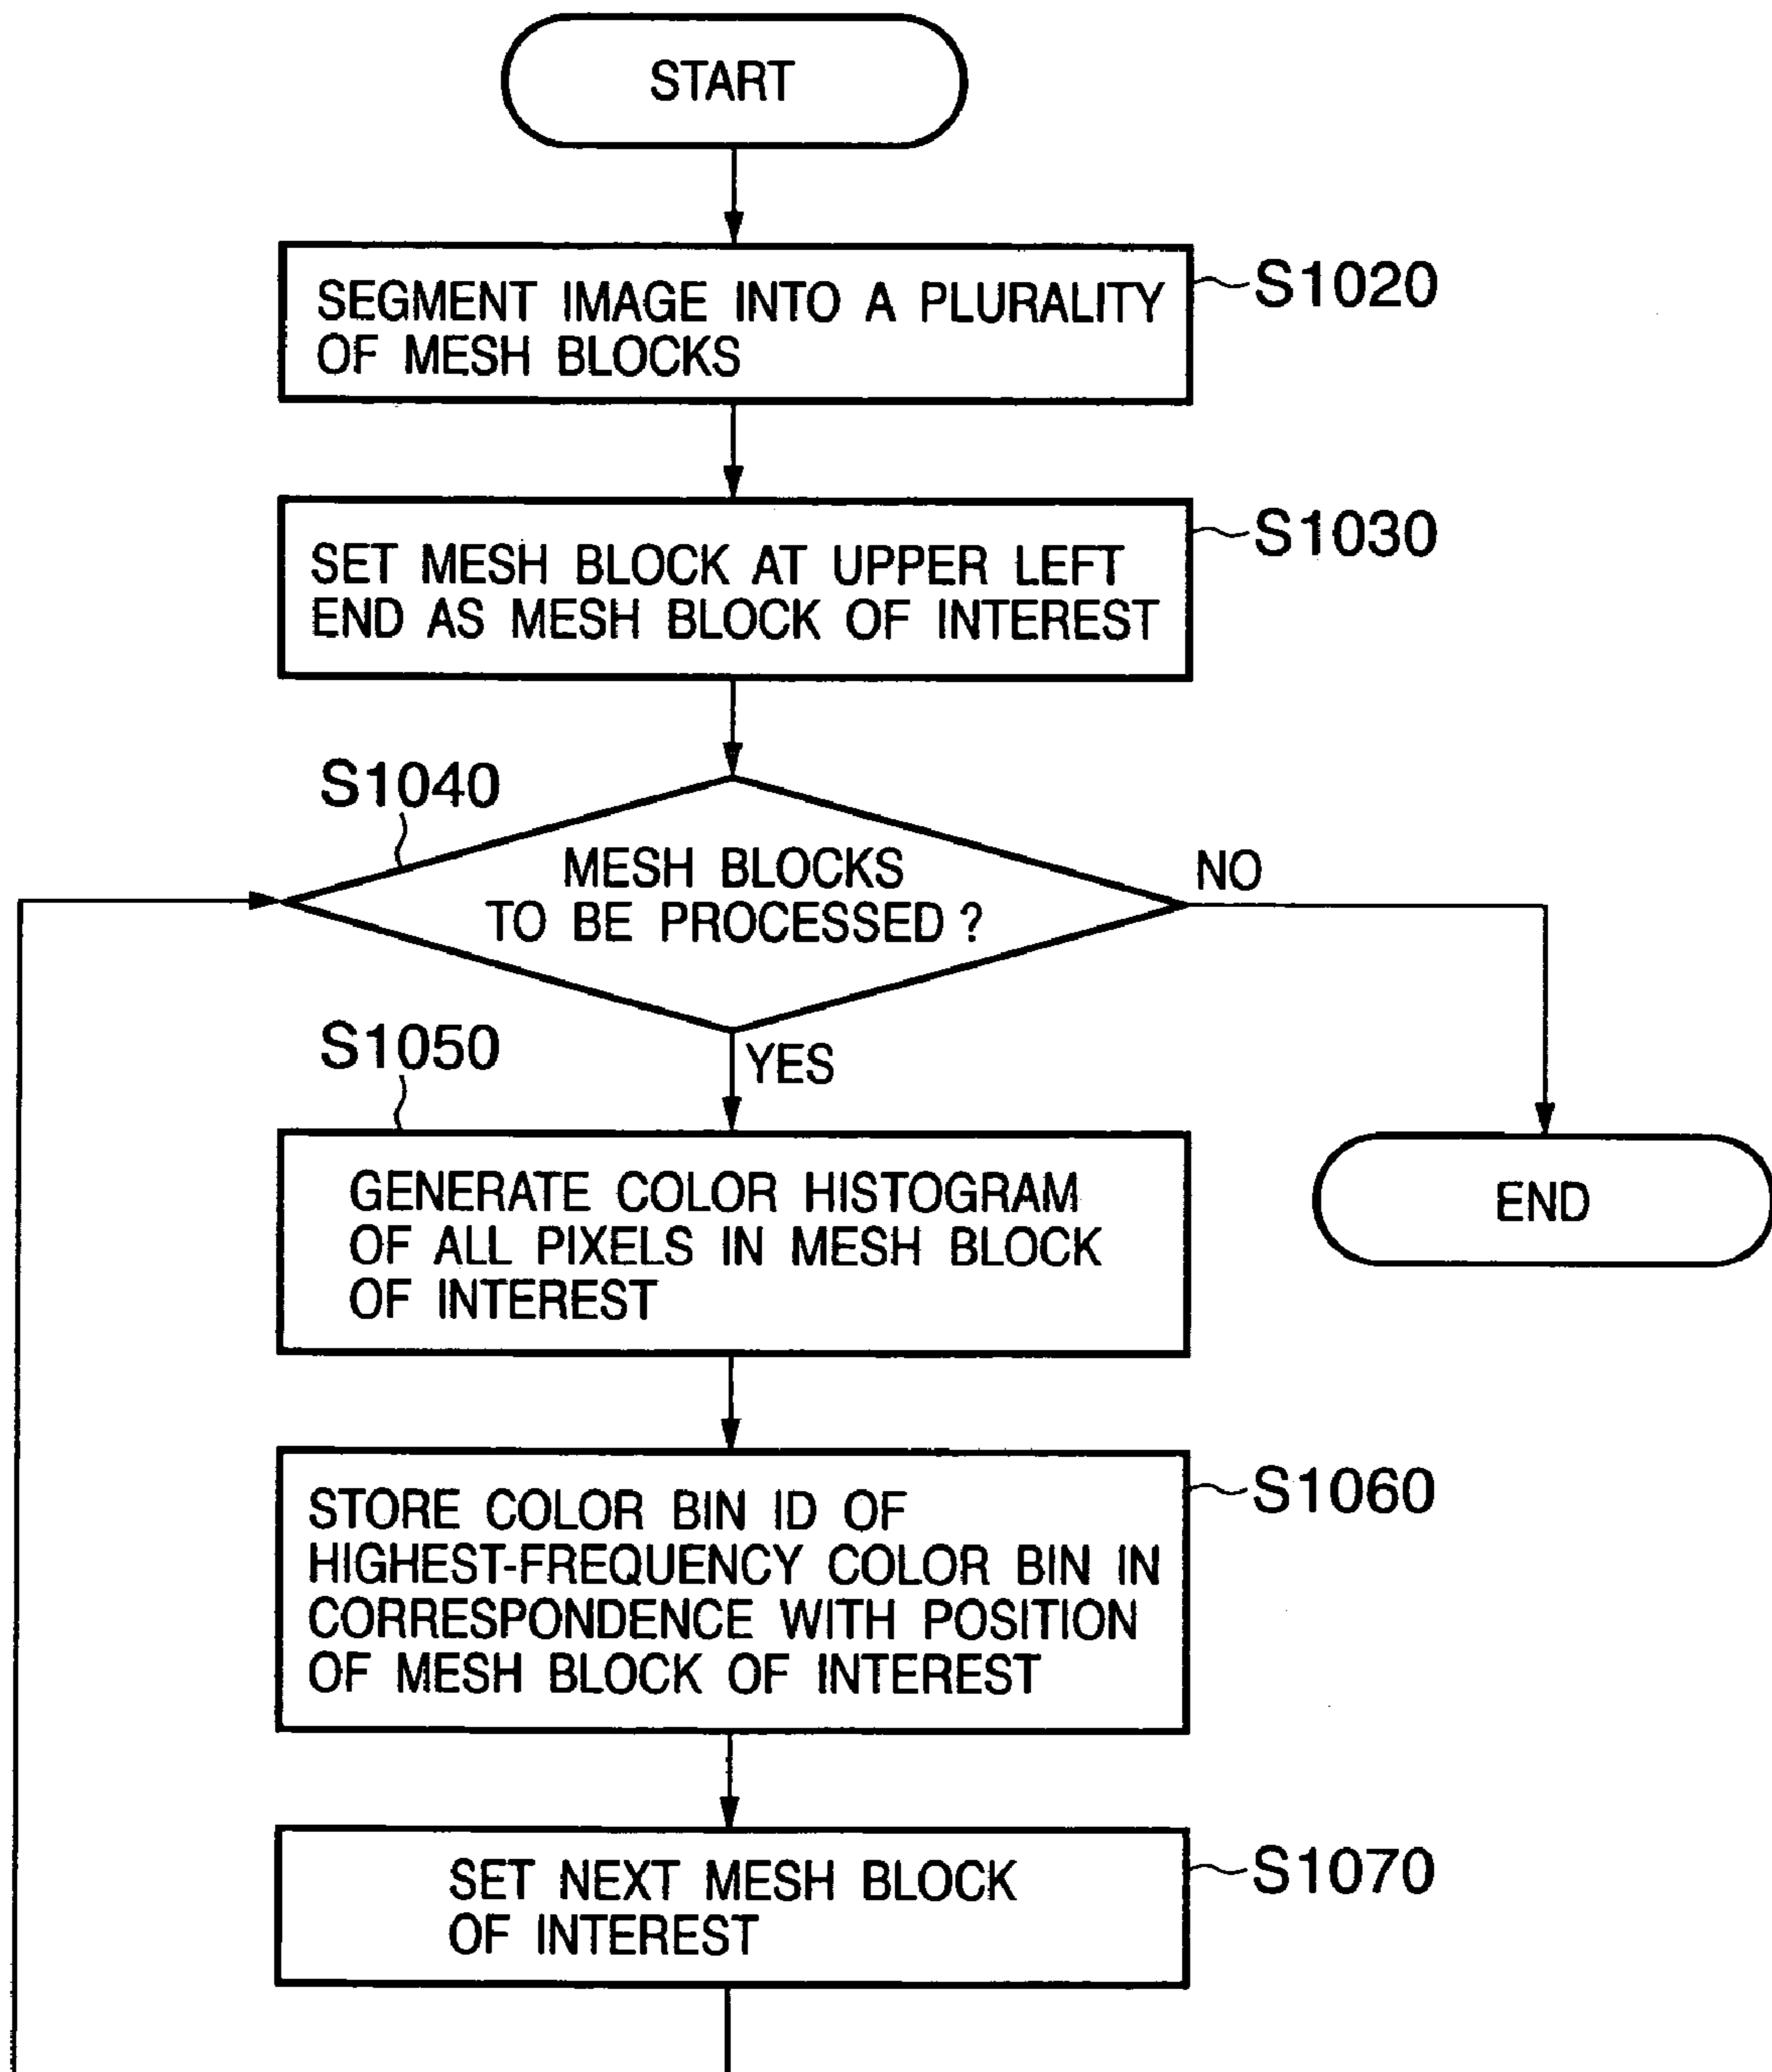 START
SEGMENT IMAGE INTO A PLURALITY
OF MESH BLOCKS
S1020
SET MESH BLOCK AT UPPER LEFT
END AS MESH BLOCK OF INTEREST
S1030
S1040
MESH BLOCKS
TO BE PROCESSED ?
NO
YES
S1050
GENERATE COLOR HISTOGRAM
OF ALL PIXELS IN MESH BLOCK
OF INTEREST
END
STORE COLOR BIN ID OF
HIGHEST-FREQUENCY COLOR BIN IN
CORRESPONDENCE WITH POSITION
OF MESH BLOCK OF INTEREST
S1060
SET NEXT MESH BLOCK
OF INTEREST
S1070